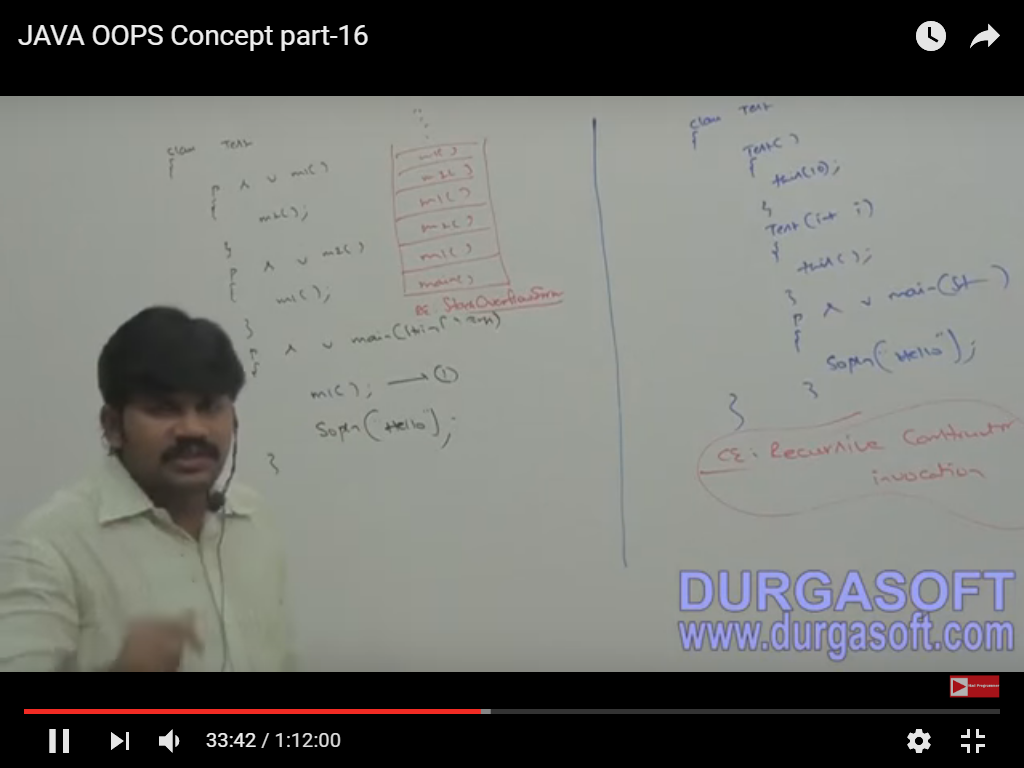 JAVA OOPS Concept part-16
class Test
{
P S V m1()
{
m2();
}
P S V m2()
{
m1();
}
P S V main(String[] args)
{
m1(); → ①
Sopln("Hello");
}
m1()
m2()
m1()
m2()
m1()
main()
RE: StackOverflowError
class Test
{
Test()
{
this(10);
}
Test(int i)
{
this();
}
P S V main(St— )
{
Sopln("Hello");
}
}
CE: Recursive Constructor
invocation
DURGASOFT
www.durgasoft.com
33:42 / 1:12:00